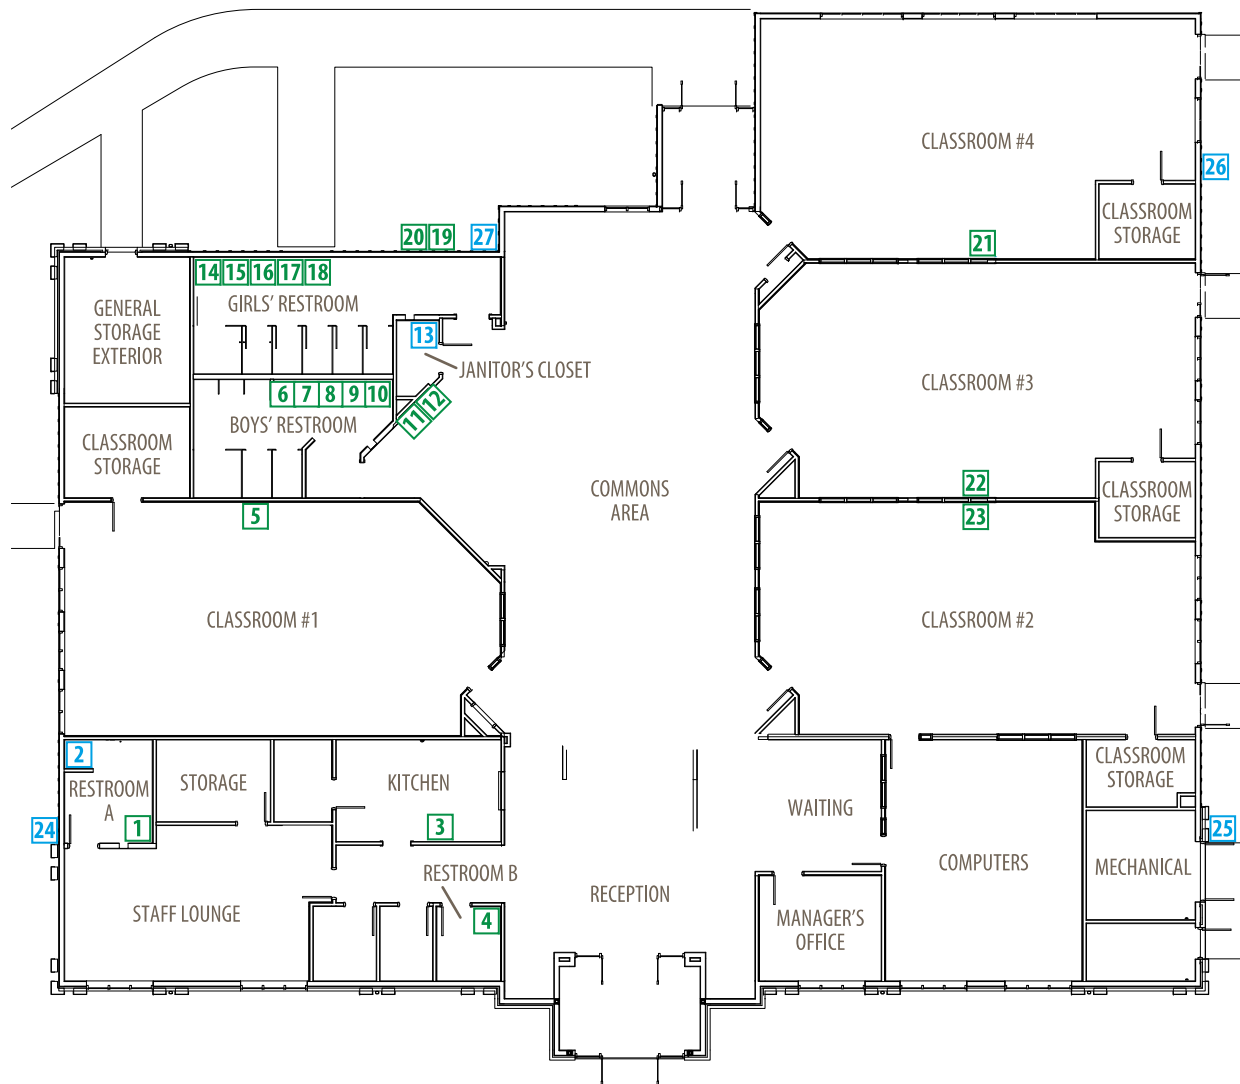 CLASSROOM #4
26
CLASSROOM
STORAGE
20 19 27
21
14 15 16 17 18
GIRLS' RESTROOM
GENERAL
STORAGE
EXTERIOR
13
JANITOR'S CLOSET
CLASSROOM #3
6 7 8 9 10
11 12
BOYS' RESTROOM
CLASSROOM
STORAGE
COMMONS
AREA
22
CLASSROOM
STORAGE
5
23
CLASSROOM #1
CLASSROOM #2
2
RESTROOM
A
1
STORAGE
KITCHEN
3
WAITING
CLASSROOM
STORAGE
24
25
RESTROOM B
4
STAFF LOUNGE
RECEPTION
MANAGER'S
OFFICE
COMPUTERS
MECHANICAL